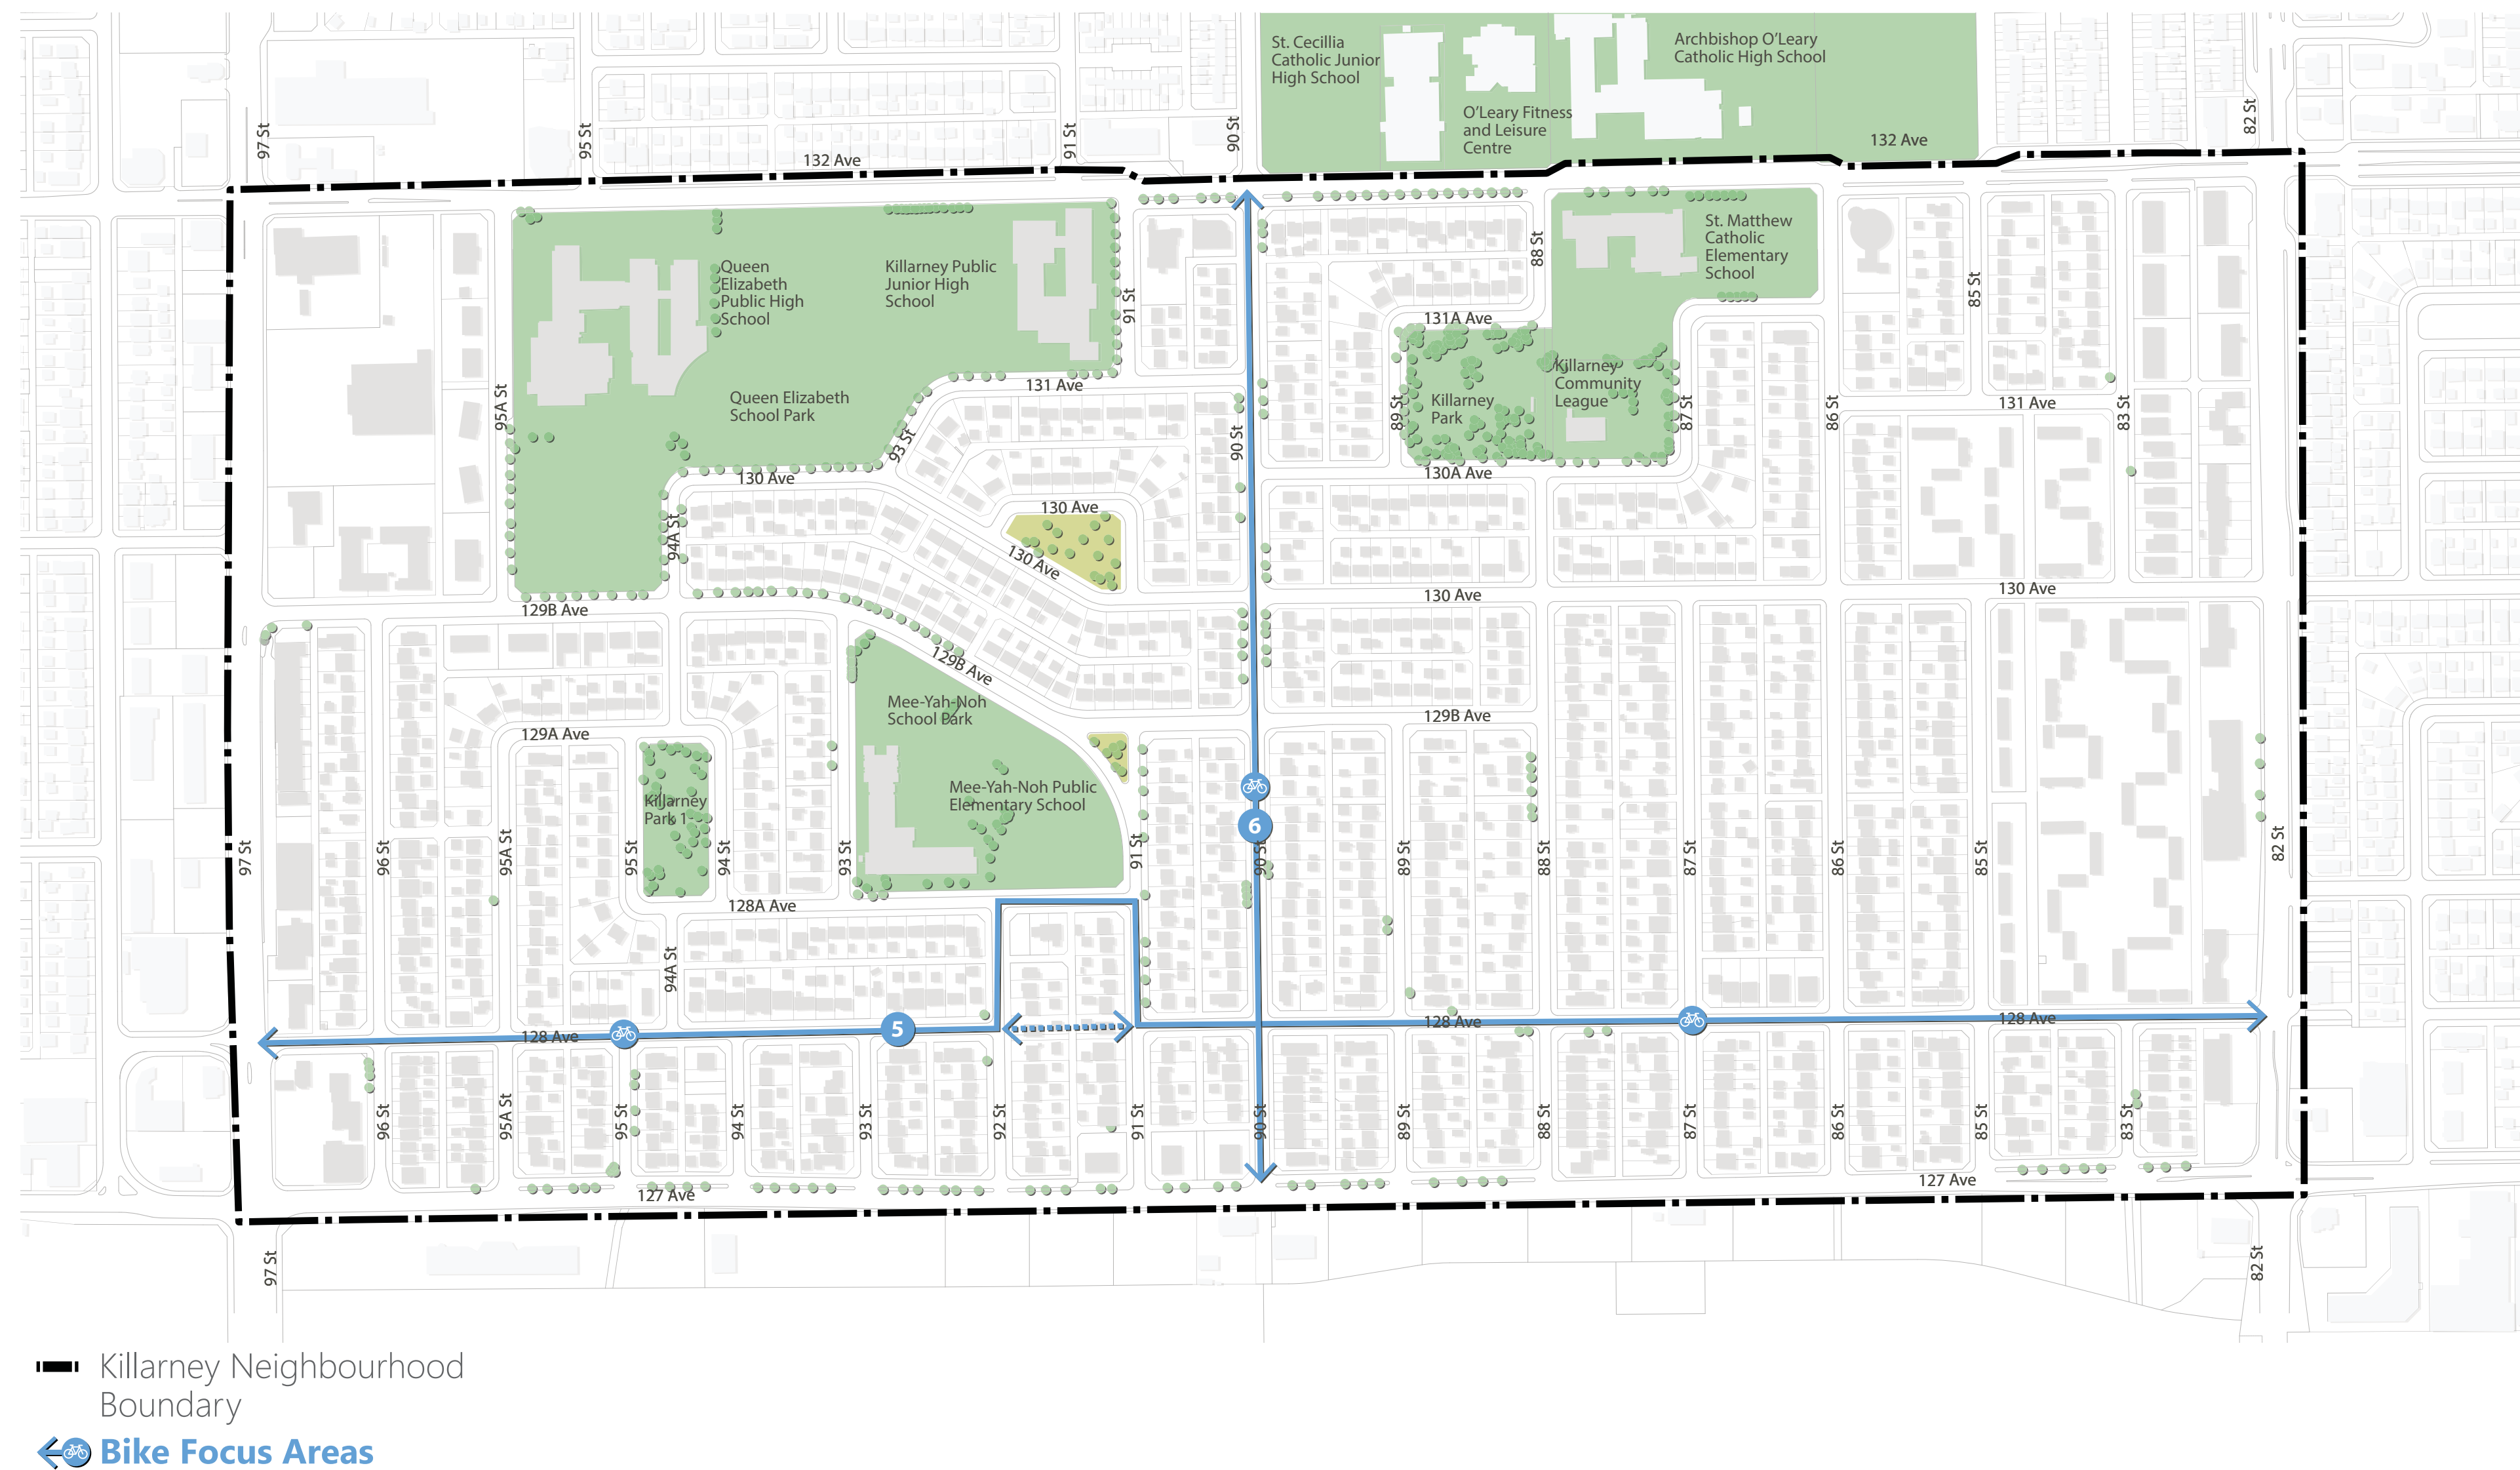 St. Cecillia
Catholic Junior
High School
O'Leary Fitness
and Leisure
Centre
Archbishop O'Leary
Catholic High School
97 St
95 St
91 St
90 St
82 St
132 Ave
132 Ave
Queen
Elizabeth
Public High
School
Killarney Public
Junior High
School
91 St
88 St
St. Matthew
Catholic
Elementary
School
85 St
131A Ave
Queen Elizabeth
School Park
131 Ave
95A St
93 St
90 St
89 St
Killarney
Park
Killarney
Community
League
87 St
86 St
131 Ave
83 St
130 Ave
130A Ave
94A St
130 Ave
130 Ave
129B Ave
130 Ave
130 Ave
129B Ave
Mee-Yah-Noh
School Park
129B Ave
129A Ave
Killarney
Park 1
Mee-Yah-Noh Public
Elementary School
6
97 St
96 St
95A St
95 St
94 St
93 St
91 St
90 St
89 St
88 St
87 St
86 St
85 St
82 St
128A Ave
94A St
128 Ave
5
128 Ave
128 Ave
96 St
95A St
95 St
94 St
93 St
92 St
91 St
90 St
89 St
88 St
87 St
86 St
85 St
83 St
127 Ave
127 Ave
97 St
82 St
Killarney Neighbourhood
Boundary
Bike Focus Areas